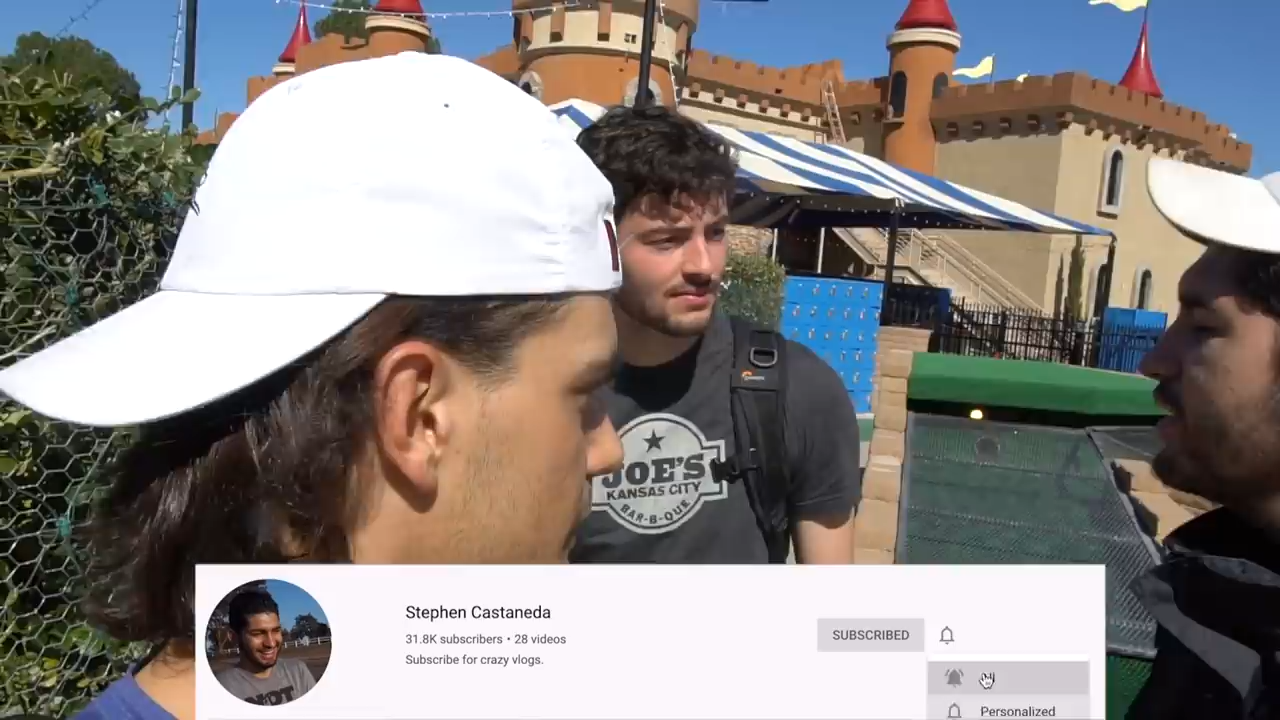 JOE'S
KANSAS CITY
BAR-B-QUE
Stephen Castaneda
31.8K subscribers • 28 videos
Subscribe for crazy vlogs.
SUBSCRIBED
Personalized